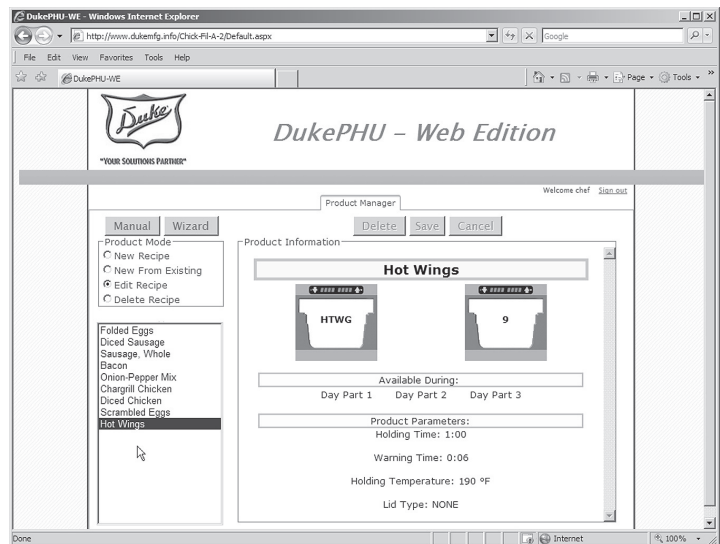 DukePHU-WE - Windows Internet Explorer
http://www.dukemfg.info/Chick-Fil-A-2/Default.aspx
Google
File Edit View Favorites Tools Help
DukePHU-WE
Page Tools
Duke
"YOUR SOLUTIONS PARTNER"
DukePHU – Web Edition
Welcome chef Sign out
Product Manager
Manual Wizard Delete Save Cancel
Product Mode
New Recipe
New From Existing
Edit Recipe
Delete Recipe
Folded Eggs
Diced Sausage
Sausage, Whole
Bacon
Onion-Pepper Mix
Chargrill Chicken
Diced Chicken
Scrambled Eggs
Hot Wings
Product Information
Hot Wings
HTWG 9
Available During:
Day Part 1 Day Part 2 Day Part 3
Product Parameters:
Holding Time: 1:00
Warning Time: 0:06
Holding Temperature: 190 ºF
Lid Type: NONE
Done Internet 100%